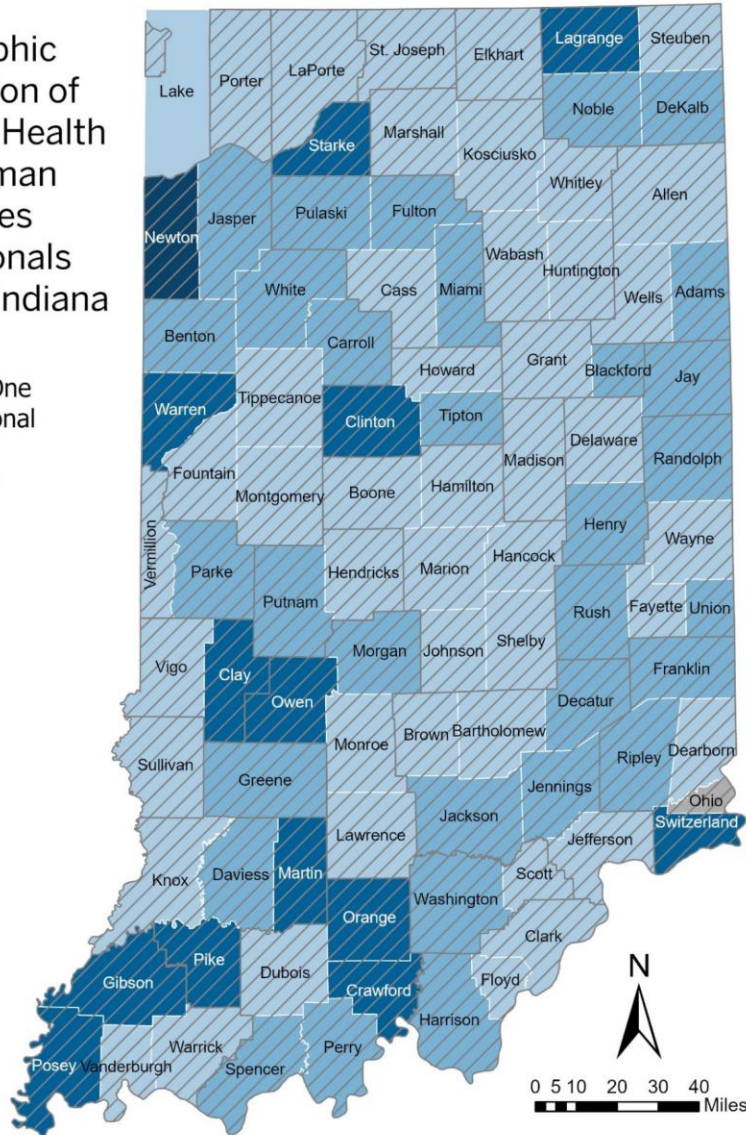 phic
on of
Health
man
es
onals
Indiana
One
onal
Lake
Porter
LaPorte
St. Joseph
Elkhart
Lagrange
Steuben
Noble
DeKalb
Starke
Marshall
Kosciusko
Whitley
Allen
Newton
Jasper
Pulaski
Fulton
Wabash
Huntington
White
Cass
Miami
Wells
Adams
Benton
Carroll
Howard
Grant
Blackford
Jay
Warren
Tippecanoe
Clinton
Tipton
Madison
Delaware
Randolph
Fountain
Montgomery
Boone
Hamilton
Henry
Wayne
Vermillion
Parke
Putnam
Hendricks
Marion
Hancock
Rush
Fayette
Union
Vigo
Clay
Owen
Morgan
Johnson
Shelby
Franklin
Decatur
Sullivan
Monroe
Brown
Bartholomew
Ripley
Dearborn
Greene
Jennings
Ohio
Jackson
Switzerland
Lawrence
Jefferson
Knox
Daviess
Martin
Scott
Washington
Orange
Clark
Pike
Dubois
Gibson
Crawford
Floyd
Harrison
Posey
Vanderburgh
Warrick
Spencer
Perry
N
0 5 10 20 30 40
Miles